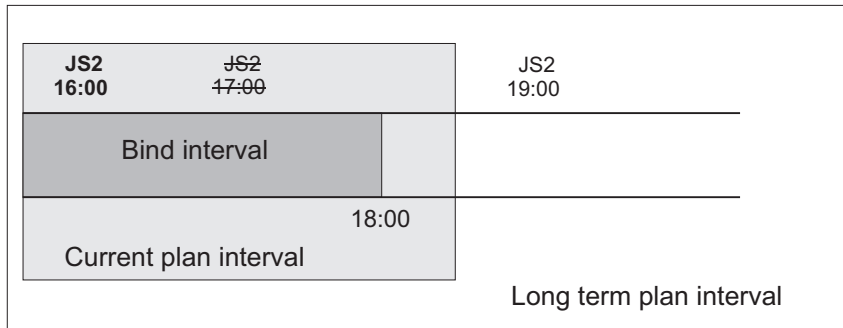 JS2
16:00
JS2
17:00
JS2
19:00
Bind interval
18:00
Current plan interval
Long term plan interval